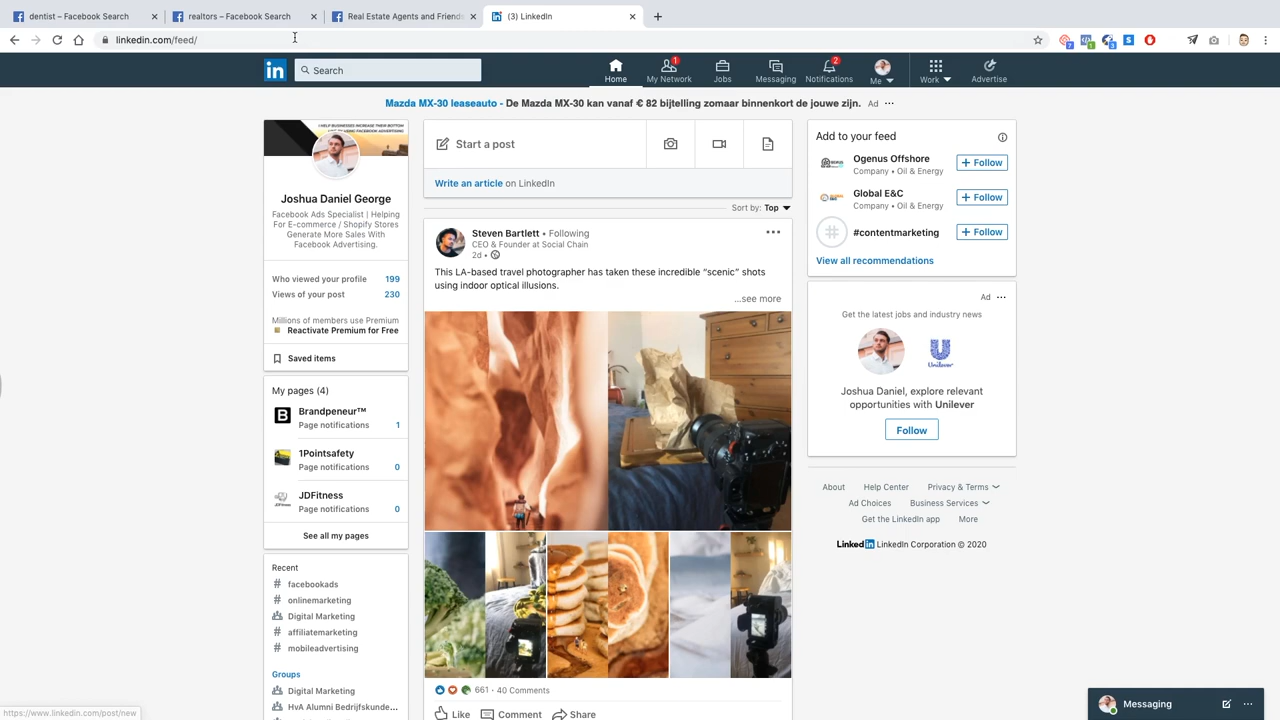 dentist – Facebook Search
realtors – Facebook Search
Real Estate Agents and Friends
(3) LinkedIn
linkedin.com/feed/
in
Search
Home
My Network
1
Jobs
Messaging
Notifications
2
Me
Work
Advertise
Mazda MX-30 leaseauto - De Mazda MX-30 kan vanaf € 82 bijtelling zomaar binnenkort de jouwe zijn. Ad
I HELP BUSINESSES INCREASE THEIR BOTTOM
Joshua Daniel George
Facebook Ads Specialist | Helping
For E-commerce / Shopify Stores
Generate More Sales With
Facebook Advertising.
Who viewed your profile 199
Views of your post 230
Millions of members use Premium
Reactivate Premium for Free
Saved items
My pages (4)
B
Brandpeneur™
Page notifications 1
1Pointsafety
Page notifications 0
JDFitness
Page notifications 0
See all my pages
Recent
# facebookads
# onlinemarketing
Digital Marketing
# affiliatemarketing
# mobileadvertising
Groups
Digital Marketing
HvA Alumni Bedrijfskunde...
https://www.linkedin.com/post/new
Start a post
Write an article on LinkedIn
Sort by: Top
Steven Bartlett • Following
CEO & Founder at Social Chain
2d •
This LA-based travel photographer has taken these incredible “scenic” shots
using indoor optical illusions.
...see more
661 · 40 Comments
Like
Comment
Share
Add to your feed
Ogenus Offshore
Company • Oil & Energy
+ Follow
Global E&C
Company • Oil & Energy
+ Follow
#
#contentmarketing
+ Follow
View all recommendations
Ad
Get the latest jobs and industry news
Unilever
Joshua Daniel, explore relevant
opportunities with Unilever
Follow
About Help Center Privacy & Terms
Ad Choices Business Services
Get the LinkedIn app More
LinkedIn LinkedIn Corporation © 2020
Messaging